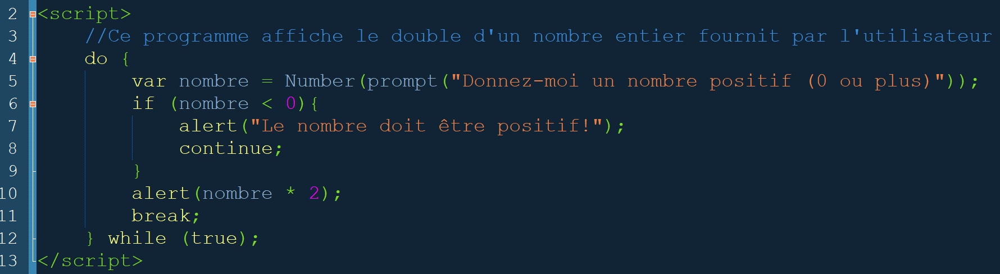 2 <script>
3 //Ce programme affiche le double d'un nombre entier fournit par l'utilisateur
4 do {
5 var nombre = Number(prompt("Donnez-moi un nombre positif (0 ou plus)"));
6 if (nombre < 0){
7 alert("Le nombre doit être positif!");
8 continue;
9 }
10 alert(nombre * 2);
11 break;
12 } while (true);
13 </script>